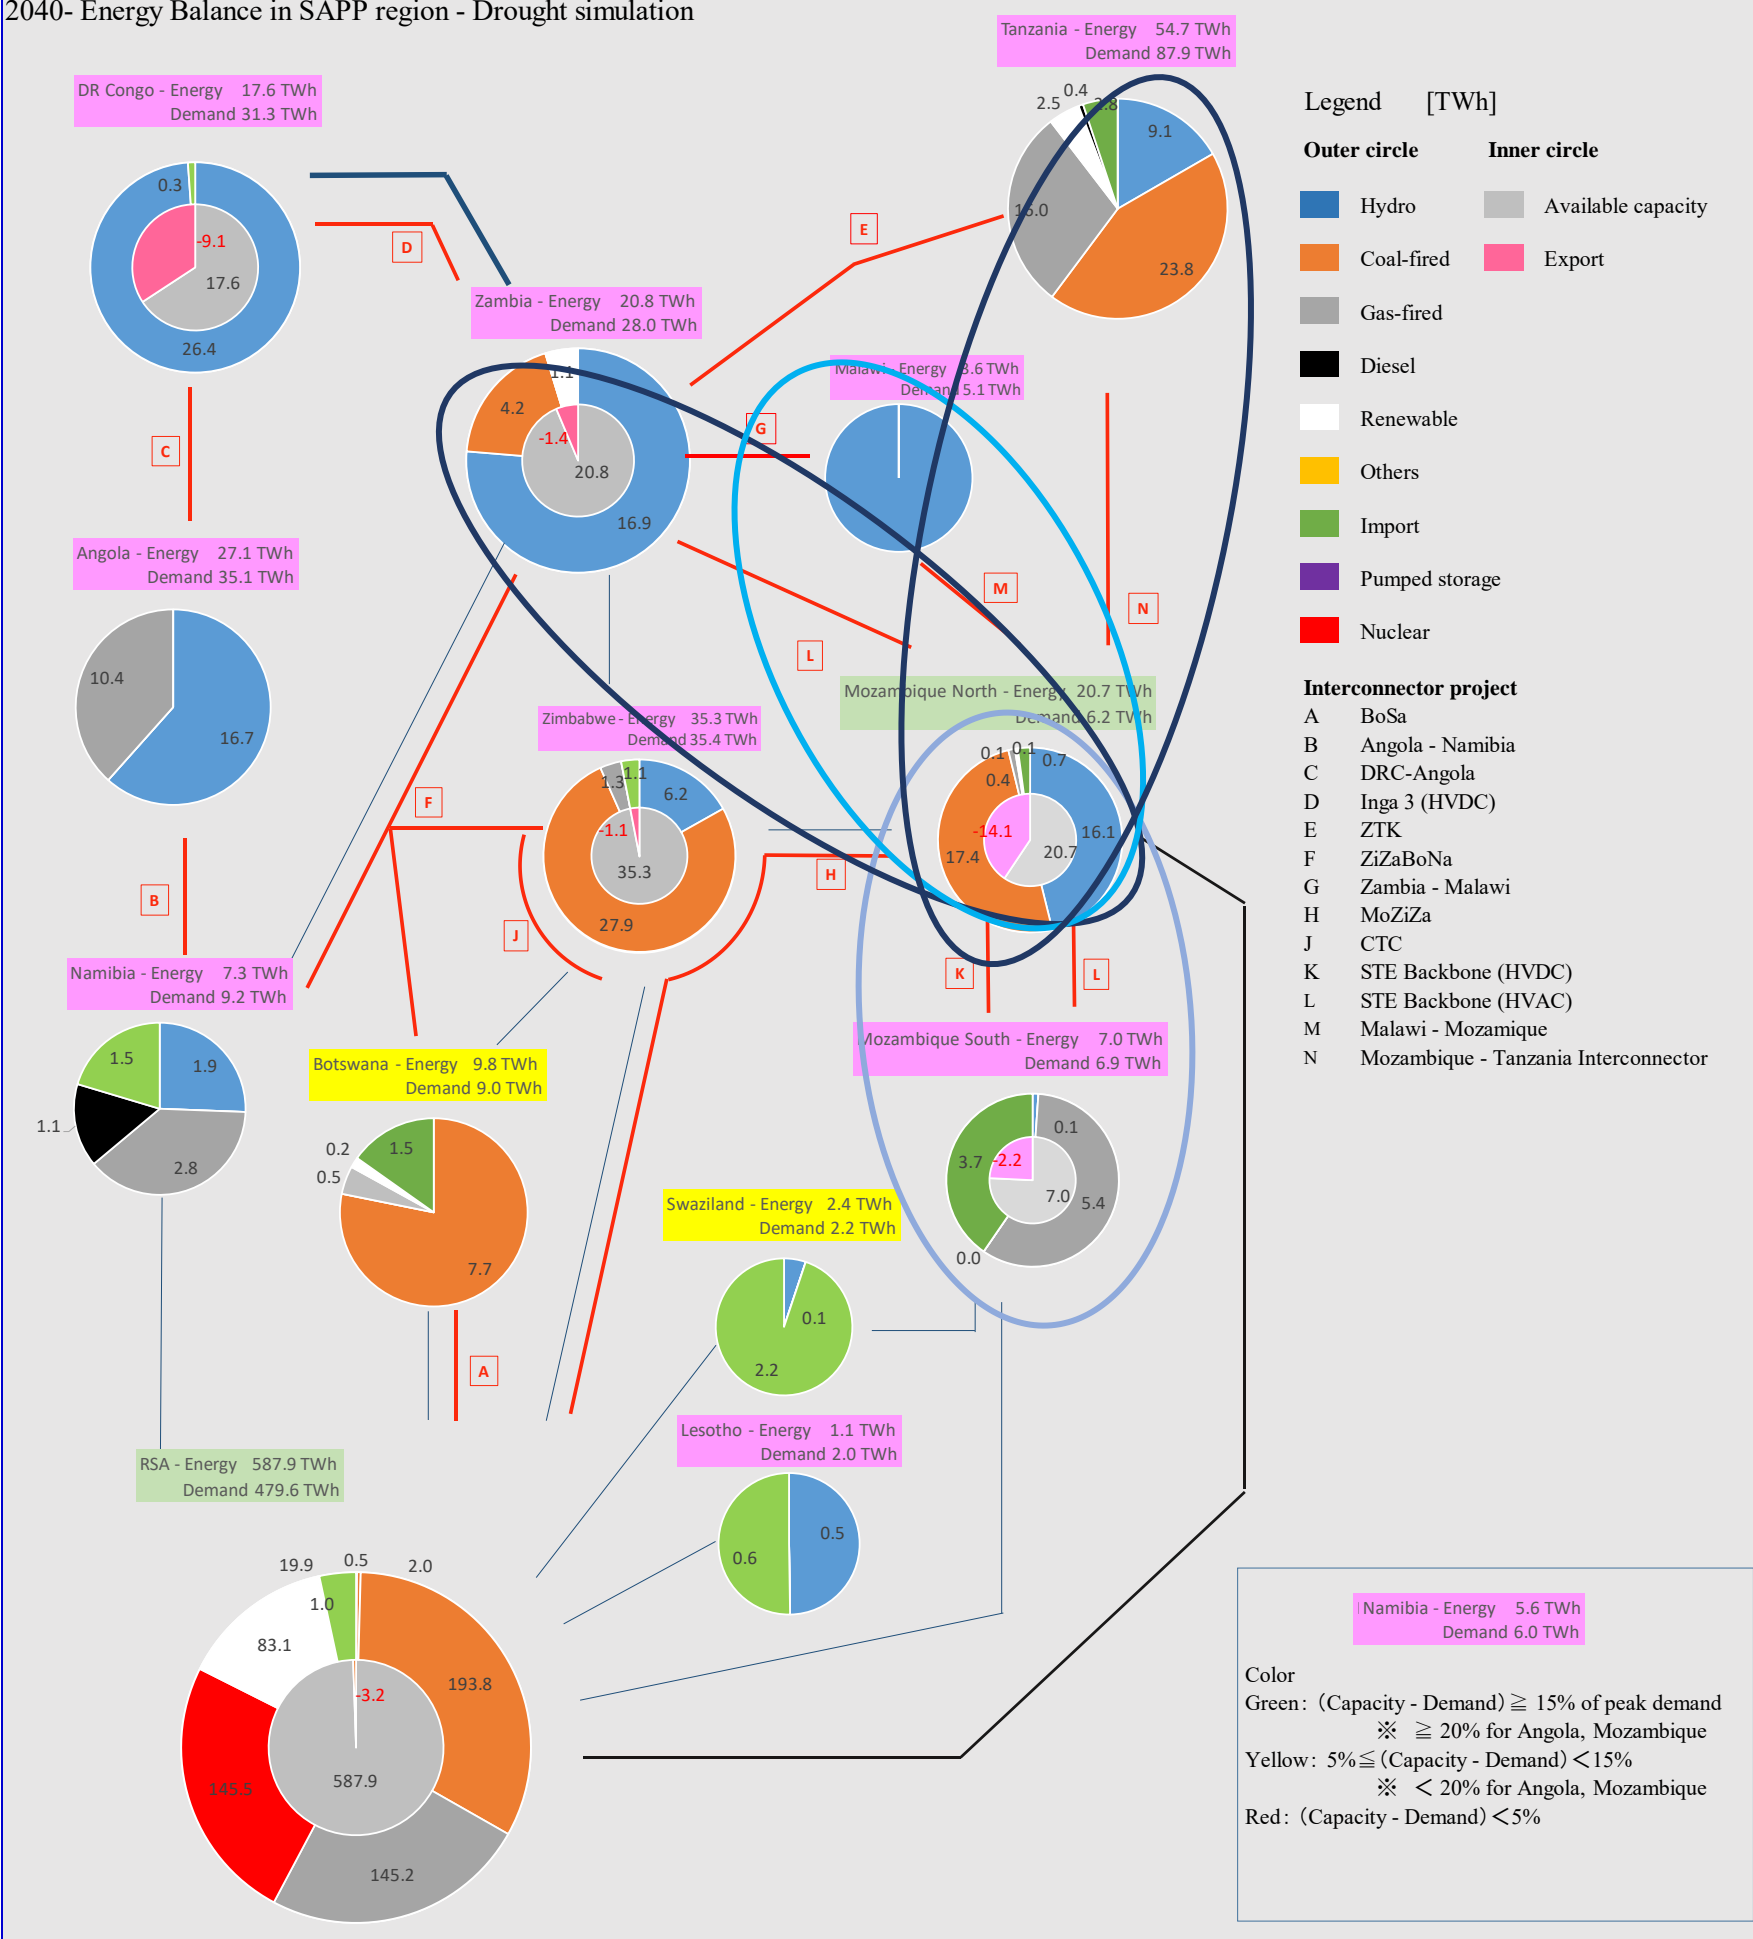 2040- Energy Balance in SAPP region - Drought simulation
Tanzania - Energy 54.7 TWh
Demand 87.9 TWh
0.4
2.5
2.8
9.1
16.0
23.8
DR Congo - Energy 17.6 TWh
Demand 31.3 TWh
0.3
-9.1
17.6
26.4
D
E
C
Zambia - Energy 20.8 TWh
Demand 28.0 TWh
1.1
4.2
-1.4
20.8
16.9
Malawi - Energy 3.6 TWh
Demand 5.1 TWh
G
M
N
L
Angola - Energy 27.1 TWh
Demand 35.1 TWh
10.4
16.7
F
B
Zimbabwe - Energy 35.3 TWh
Demand 35.4 TWh
1.3
1.1
6.2
-1.1
35.3
27.9
J
H
Mozambique North - Energy 20.7 TWh
Demand 6.2 TWh
0.1
0.1
0.7
0.4
-14.1
16.1
17.4
20.7
K
L
Namibia - Energy 7.3 TWh
Demand 9.2 TWh
1.5
1.9
1.1
2.8
Botswana - Energy 9.8 TWh
Demand 9.0 TWh
0.2
1.5
0.5
7.7
A
Mozambique South - Energy 7.0 TWh
Demand 6.9 TWh
0.1
3.7
-2.2
7.0
5.4
0.0
Swaziland - Energy 2.4 TWh
Demand 2.2 TWh
0.1
2.2
Lesotho - Energy 1.1 TWh
Demand 2.0 TWh
0.5
0.6
RSA - Energy 587.9 TWh
Demand 479.6 TWh
19.9
0.5
2.0
1.0
83.1
193.8
-3.2
587.9
145.5
145.2
Legend [TWh]
Outer circle Inner circle
Hydro Available capacity
Coal-fired Export
Gas-fired
Diesel
Renewable
Others
Import
Pumped storage
Nuclear
Interconnector project
A BoSa
B Angola - Namibia
C DRC-Angola
D Inga 3 (HVDC)
E ZTK
F ZiZaBoNa
G Zambia - Malawi
H MoZiZa
J CTC
K STE Backbone (HVDC)
L STE Backbone (HVAC)
M Malawi - Mozamique
N Mozambique - Tanzania Interconnector
Namibia - Energy 5.6 TWh
Demand 6.0 TWh
Color
Green: (Capacity - Demand) ≧ 15% of peak demand
※ ≧ 20% for Angola, Mozambique
Yellow: 5%≦(Capacity - Demand)<15%
※ < 20% for Angola, Mozambique
Red: (Capacity - Demand)<5%